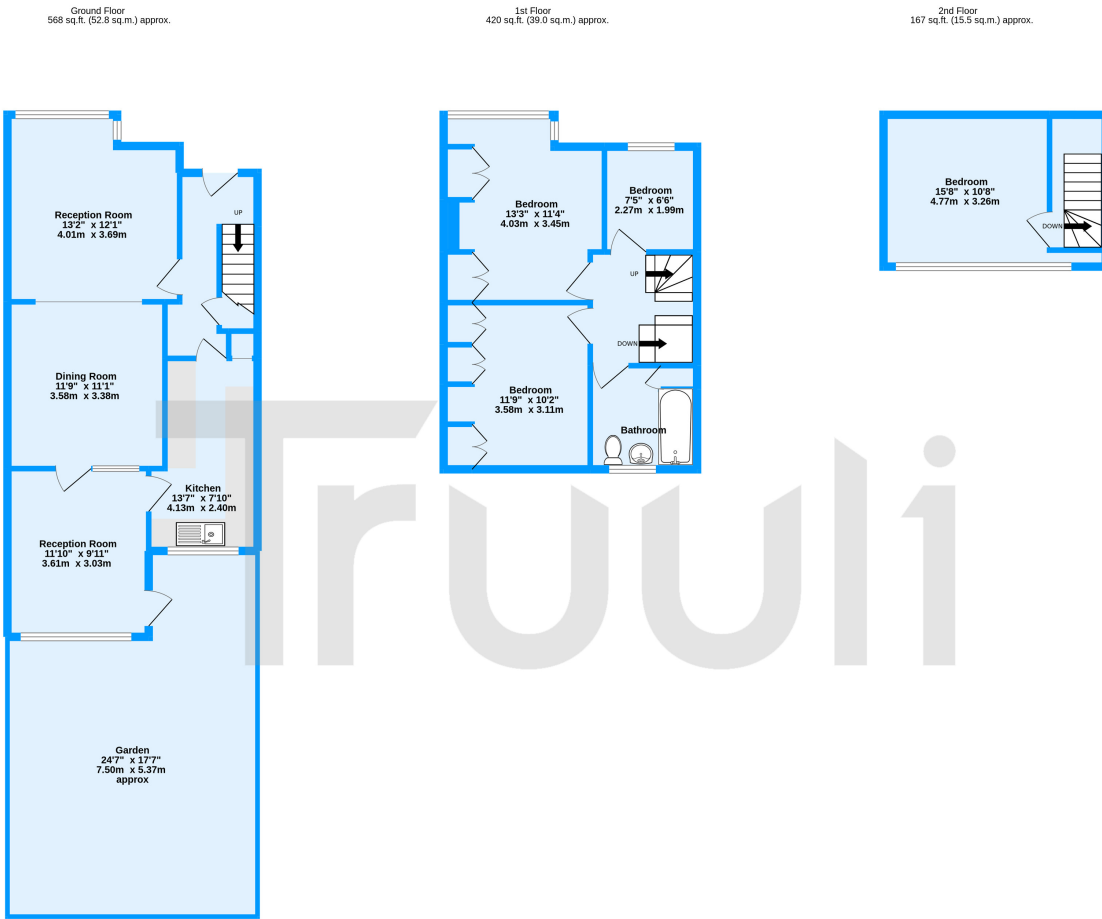 Ground Floor
568 sq.ft. (52.8 sq.m.) approx.
Reception Room
13'2" x 12'1"
4.01m x 3.69m
UP
Dining Room
11'9" x 11'1"
3.58m x 3.38m
Kitchen
13'7" x 7'10"
4.13m x 2.40m
Reception Room
11'10" x 9'11"
3.61m x 3.03m
Garden
24'7" x 17'7"
7.50m x 5.37m
approx
1st Floor
420 sq.ft. (39.0 sq.m.) approx.
Bedroom
13'3" x 11'4"
4.03m x 3.45m
Bedroom
7'5" x 6'6"
2.27m x 1.99m
UP
DOWN
Bedroom
11'9" x 10'2"
3.58m x 3.11m
Bathroom
2nd Floor
167 sq.ft. (15.5 sq.m.) approx.
Bedroom
15'8" x 10'8"
4.77m x 3.26m
DOWN
Truuli